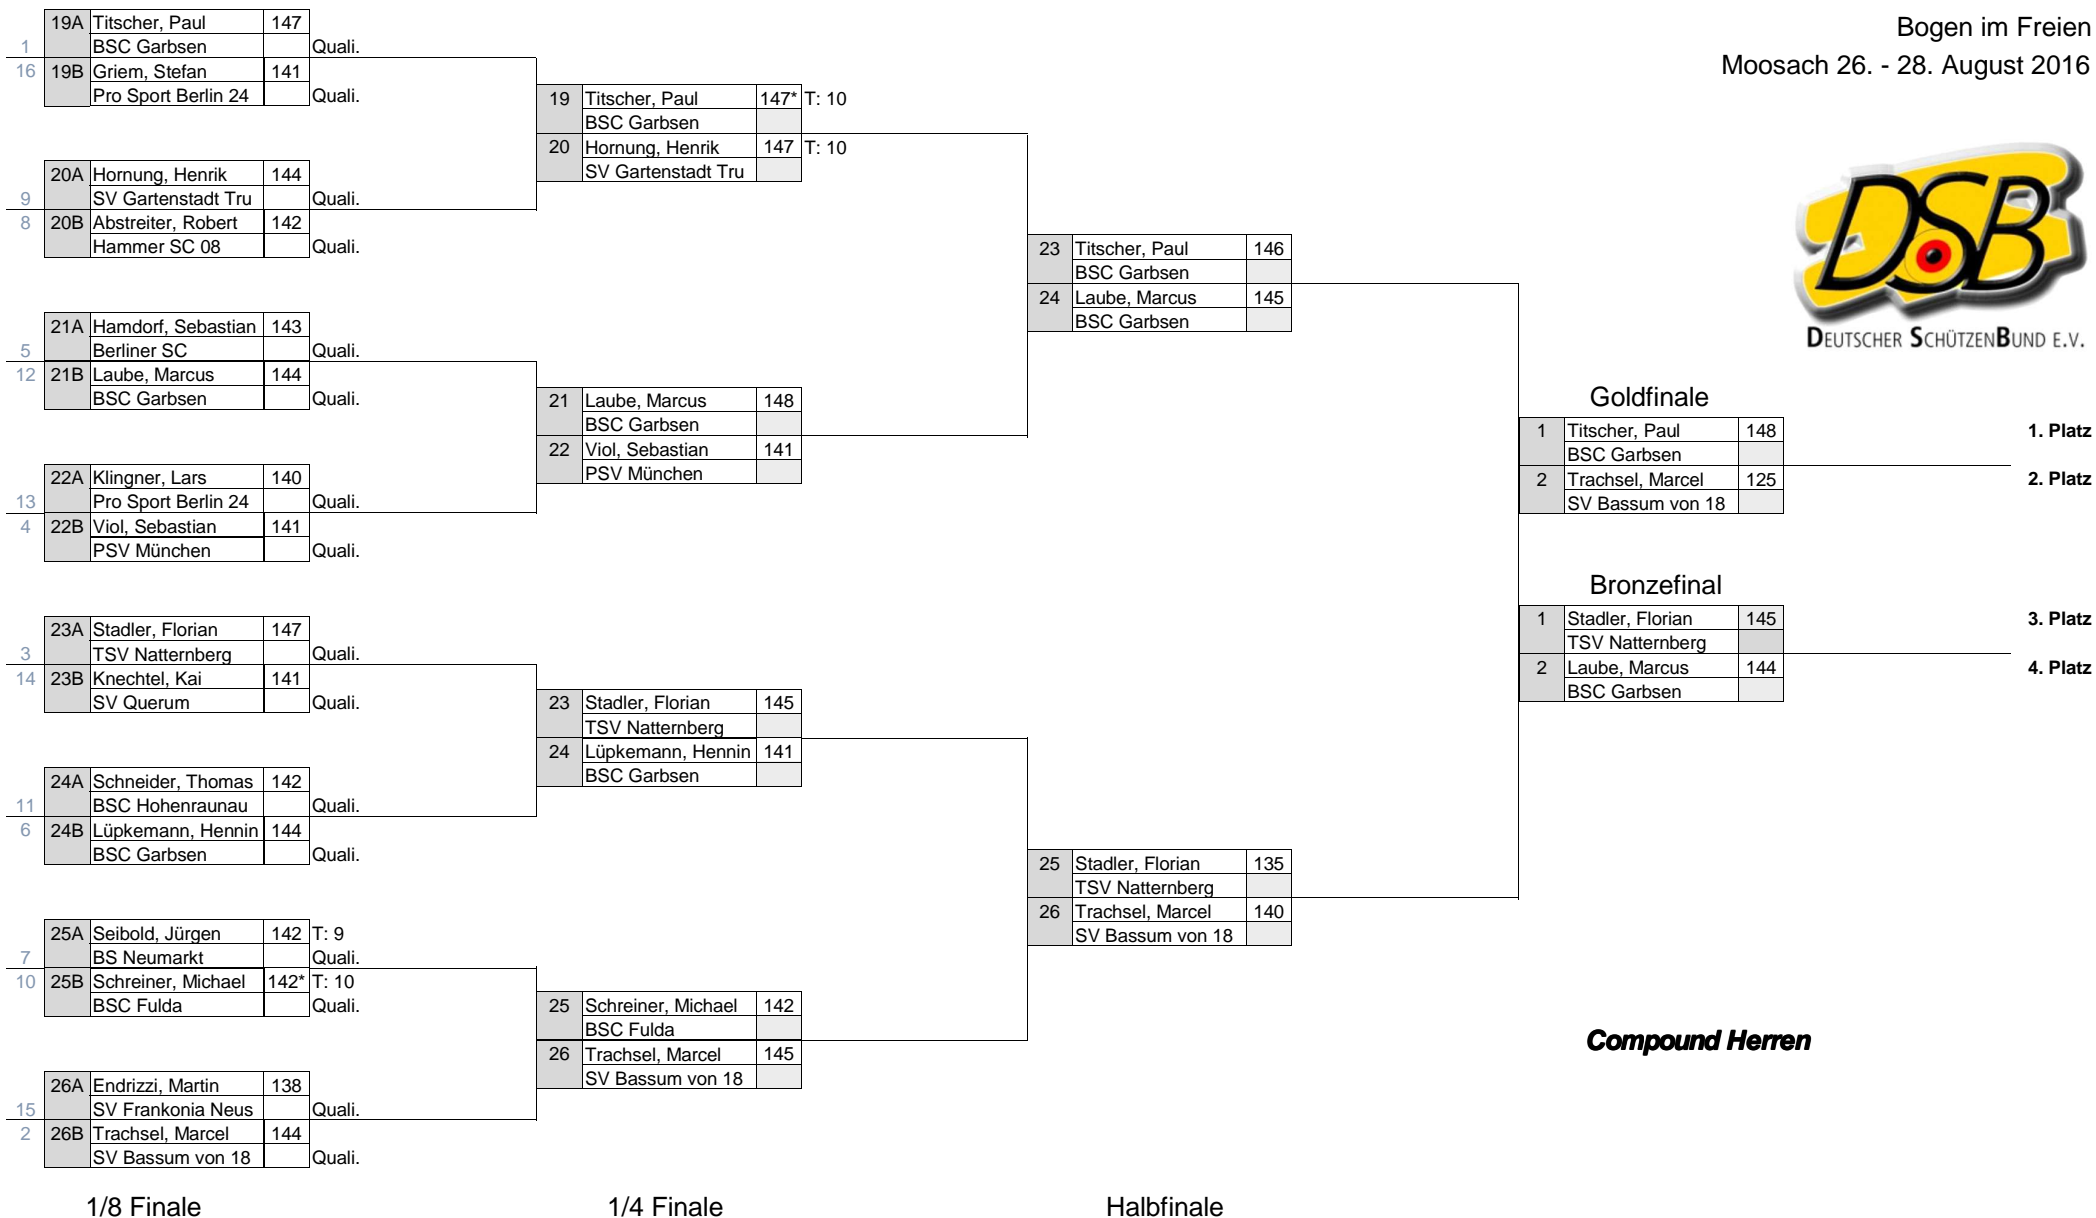 Bogen im Freien
Moosach 26. - 28. August 2016
DSB
DEUTSCHER SCHÜTZENBUND E.V.
19A Titscher, Paul 147
1 BSC Garbsen Quali.
16 19B Griem, Stefan 141
Pro Sport Berlin 24 Quali.
20A Hornung, Henrik 144
9 SV Gartenstadt Tru Quali.
8 20B Abstreiter, Robert 142
Hammer SC 08 Quali.
21A Hamdorf, Sebastian 143
5 Berliner SC Quali.
12 21B Laube, Marcus 144
BSC Garbsen Quali.
22A Klingner, Lars 140
13 Pro Sport Berlin 24 Quali.
4 22B Viol, Sebastian 141
PSV München Quali.
23A Stadler, Florian 147
3 TSV Natternberg Quali.
14 23B Knechtel, Kai 141
SV Querum Quali.
24A Schneider, Thomas 142
11 BSC Hohenraunau Quali.
6 24B Lüpkemann, Hennin 144
BSC Garbsen Quali.
25A Seibold, Jürgen 142 T: 9
7 BS Neumarkt Quali.
10 25B Schreiner, Michael 142* T: 10
BSC Fulda Quali.
26A Endrizzi, Martin 138
15 SV Frankonia Neus Quali.
2 26B Trachsel, Marcel 144
SV Bassum von 18 Quali.
1/8 Finale
19 Titscher, Paul 147* T: 10
BSC Garbsen
20 Hornung, Henrik 147 T: 10
SV Gartenstadt Tru
21 Laube, Marcus 148
BSC Garbsen
22 Viol, Sebastian 141
PSV München
23 Stadler, Florian 145
TSV Natternberg
24 Lüpkemann, Hennin 141
BSC Garbsen
25 Schreiner, Michael 142
BSC Fulda
26 Trachsel, Marcel 145
SV Bassum von 18
1/4 Finale
23 Titscher, Paul 146
BSC Garbsen
24 Laube, Marcus 145
BSC Garbsen
25 Stadler, Florian 135
TSV Natternberg
26 Trachsel, Marcel 140
SV Bassum von 18
Halbfinale
Goldfinale
1 Titscher, Paul 148 1. Platz
BSC Garbsen
2 Trachsel, Marcel 125 2. Platz
SV Bassum von 18
Bronzefinal
1 Stadler, Florian 145 3. Platz
TSV Natternberg
2 Laube, Marcus 144 4. Platz
BSC Garbsen
Compound Herren